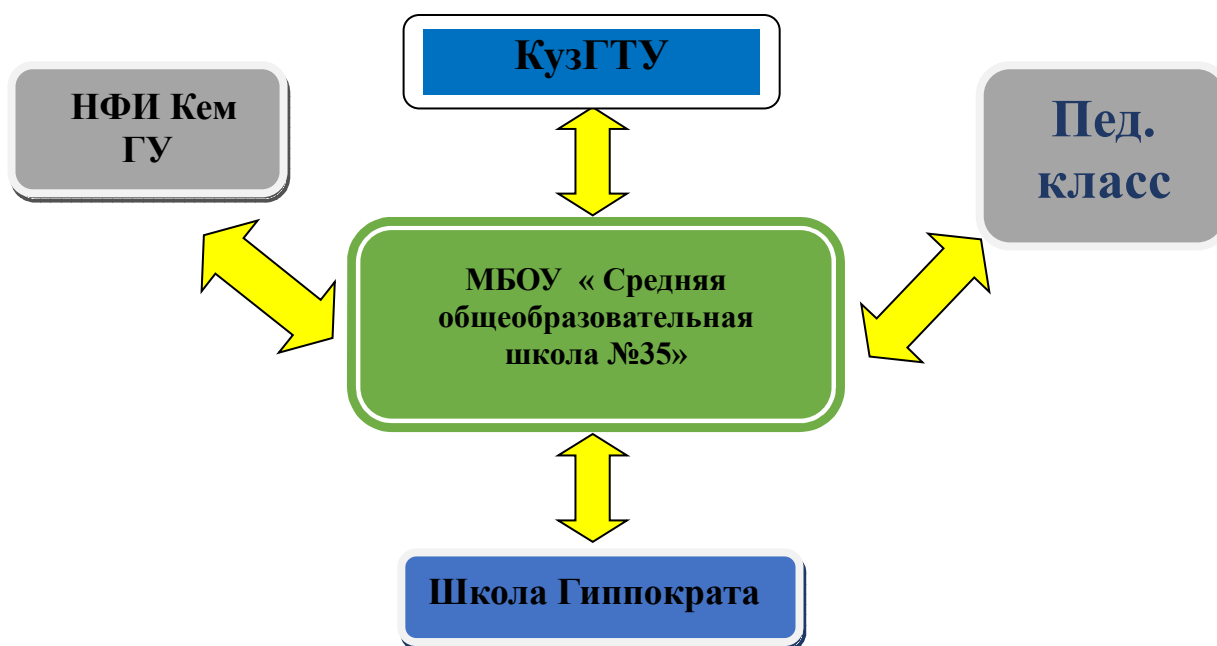 КузГТУ
НФИ Кем
ГУ
Пед.
класс
МБОУ « Средняя
общеобразовательная
школа №35»
Школа Гиппократа